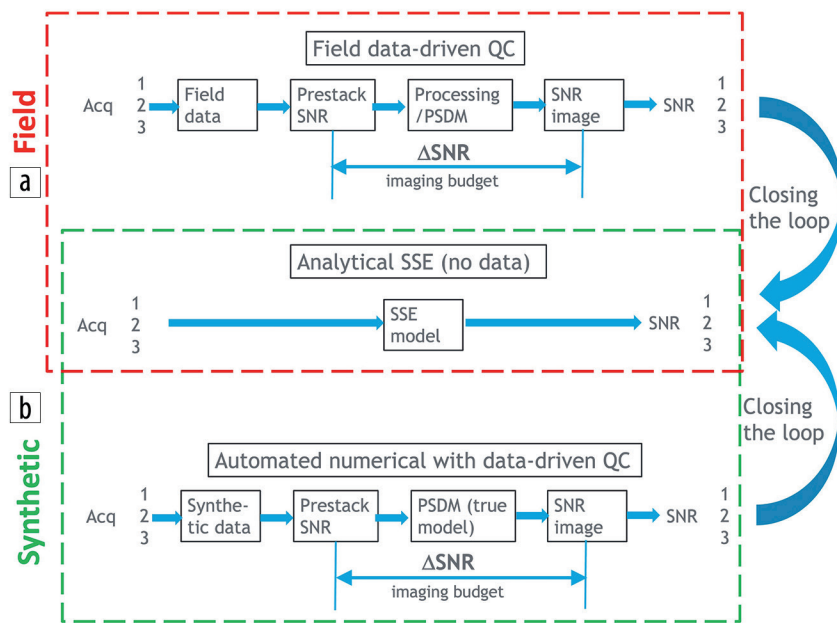 Field data-driven QC
Field
a
Acq
1
2
3
Field
data
Prestack
SNR
Processing
/PSDM
SNR
image
SNR
1
2
3
ΔSNR
imaging budget
Closing
the loop
Analytical SSE (no data)
Acq
1
2
3
SSE
model
SNR
1
2
3
b
Synthetic
Closing
the loop
Automated numerical with data-driven QC
Acq
1
2
3
Synthe-
tic data
Prestack
SNR
PSDM (true
model)
SNR
image
SNR
1
2
3
ΔSNR
imaging budget